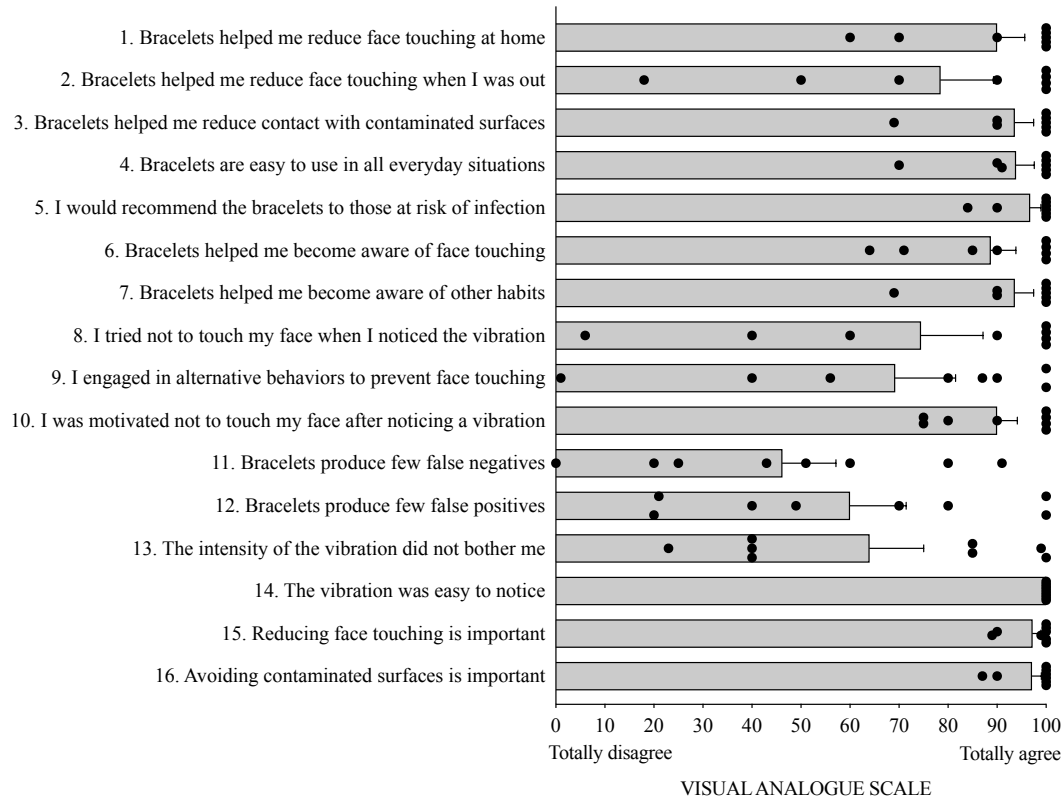 1. Bracelets helped me reduce face touching at home
2. Bracelets helped me reduce face touching when I was out
3. Bracelets helped me reduce contact with contaminated surfaces
4. Bracelets are easy to use in all everyday situations
5. I would recommend the bracelets to those at risk of infection
6. Bracelets helped me become aware of face touching
7. Bracelets helped me become aware of other habits
8. I tried not to touch my face when I noticed the vibration
9. I engaged in alternative behaviors to prevent face touching
10. I was motivated not to touch my face after noticing a vibration
11. Bracelets produce few false negatives
12. Bracelets produce few false positives
13. The intensity of the vibration did not bother me
14. The vibration was easy to notice
15. Reducing face touching is important
16. Avoiding contaminated surfaces is important
0 10 20 30 40 50 60 70 80 90 100
Totally disagree Totally agree
VISUAL ANALOGUE SCALE